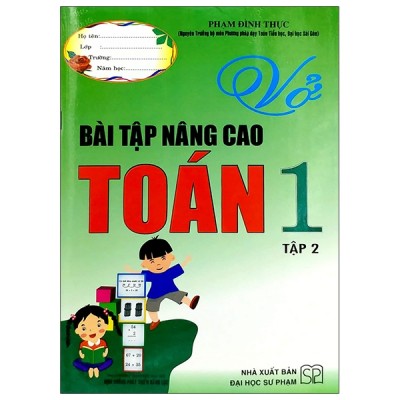 PHẠM ĐÌNH THỰC
(Nguyên Trưởng bộ môn Phương pháp dạy Toán Tiểu học, Đại học Sài Gòn)
Họ tên:
Lớp :
Trường:
Năm học:
Vở
BÀI TẬP NÂNG CAO
TOÁN 1
TẬP 2
NHÀ XUẤT BẢN
ĐẠI HỌC SƯ PHẠM